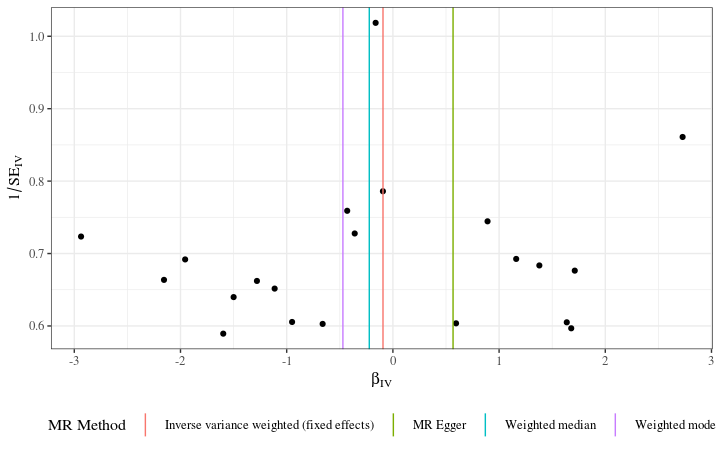 1.0
0.9
0.8
0.7
0.6
1/SE_IV
-3 -2 -1 0 1 2 3
β_IV
MR Method Inverse variance weighted (fixed effects) MR Egger Weighted median Weighted mode